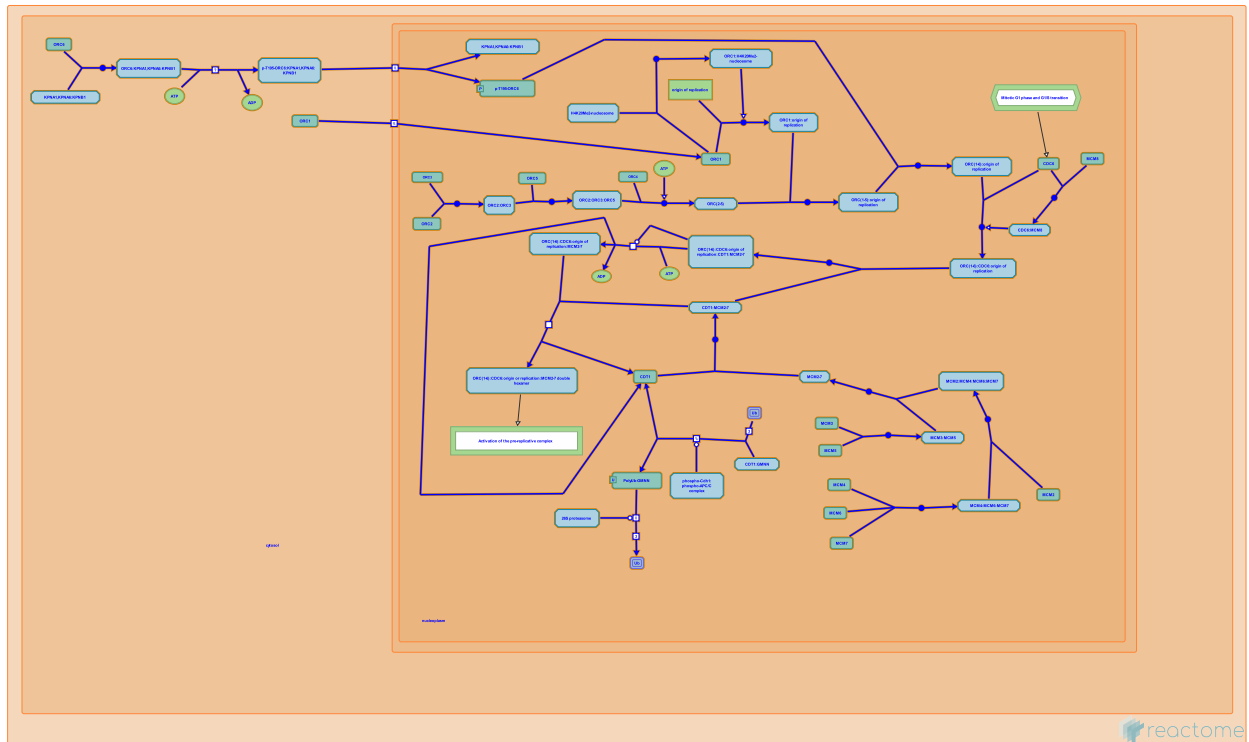 ORC6
KPNA1,KPNA6:KPNB1
ORC6:KPNA1,KPNA6:KPNB1
ATP
ADP
p-T195-ORC6:KPNA1,KPNA6:
KPNB1
KPNA1,KPNA6:KPNB1
p-T195-ORC6
ORC1
H4K20Me2-nucleosome
ORC1:H4K20Me2-
nucleosome
origin of replication
ORC1:origin of
replication
ORC1
Mitotic G1 phase and G1/S transition
CDC6
ORC(1-6):origin of
replication
ORC3
ORC2
ORC2:ORC3
ORC5
ORC2:ORC3:ORC5
ORC4
ATP
ORC(2-5)
ORC(1-5):origin of
replication
ORC(1-6):CDC6:origin of
replication
ORC(1-6):CDC6:origin of
replication:MCM2-7
ORC(1-6):CDC6:origin of
replication:CDT1:MCM2-7
ADP
ATP
CDT1:MCM2-7
ORC(1-6):CDC6:origin or replication:MCM2-7 double
hexamer
CDT1
MCM2-7
Activation of the pre-replicative complex
Ub
CDT1:GMNN
PolyUb-GMNN
phospho-Cdh1:
phospho-APC/C
complex
26S proteasome
Ub
MCM2:MCM4:MCM6:MCM7
MCM3
MCM5
MCM3:MCM5
MCM4
MCM6
MCM7
MCM4:MCM6:MCM7
MCM2
cytosol
nucleoplasm
reactome